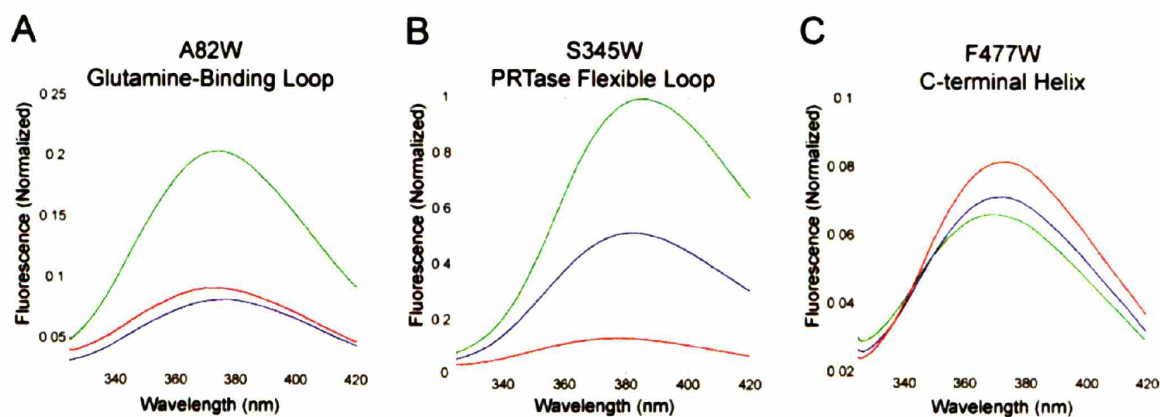 A
A82W
Glutamine-Binding Loop
Fluorescence (Normalized)
0 25
0 2
0 15
0 1
0 05
340
360
380
400
420
Wavelength (nm)
B
S345W
PRTase Flexible Loop
Fluorescence (Normalized)
1
0 8
0 6
0 4
0 2
0
340
360
380
400
420
Wavelength (nm)
C
F477W
C-terminal Helix
Fluorescence (Normalized)
0 1
0 08
0 06
0 04
0 02
340
360
380
400
420
Wavelength (nm)